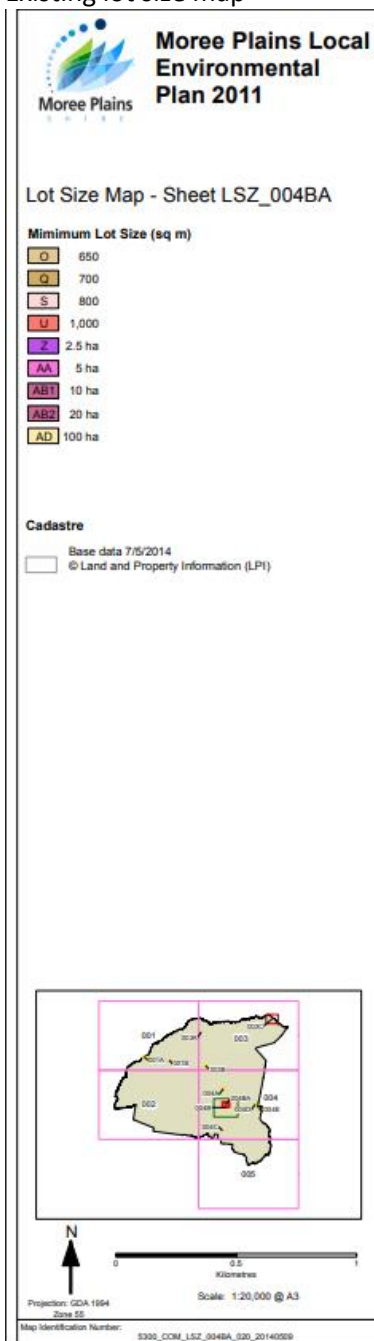 Existing lot size map
Moree Plains Local
Environmental
Plan 2011
Moree Plains
SHIRE
Lot Size Map - Sheet LSZ_004BA
Mimimum Lot Size (sq m)
O 650
Q 700
S 800
U 1,000
Z 2.5 ha
AA 5 ha
AB1 10 ha
AB2 20 ha
AD 100 ha
Cadastre
Base data 7/5/2014
© Land and Property Information (LPI)
001
003
002
004
005
N
0 0.5 1
Kilometres
Scale: 1:20,000 @ A3
Projection: GDA 1994
Zone 55
Map Identification Number:
5300_COM_LSZ_004BA_020_20140509